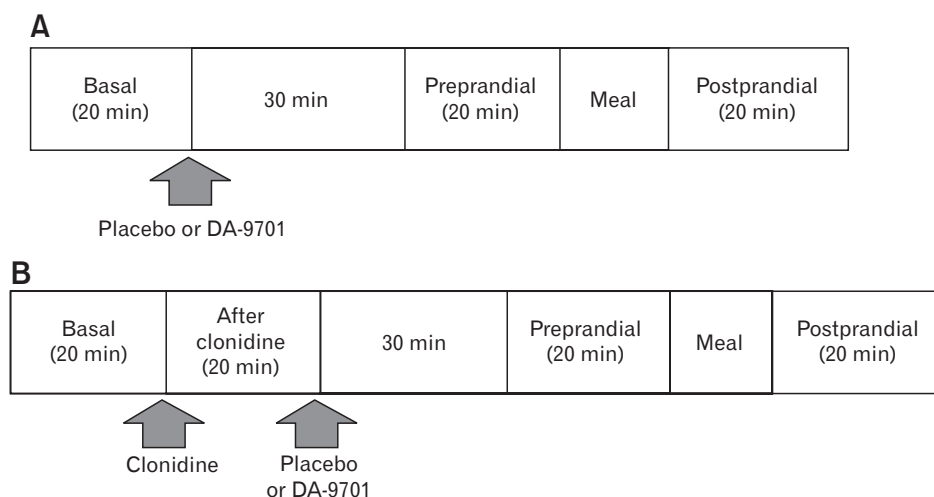 A
Basal
(20 min)
30 min
Preprandial
(20 min)
Meal
Postprandial
(20 min)
Placebo or DA-9701
B
Basal
(20 min)
After
clonidine
(20 min)
30 min
Preprandial
(20 min)
Meal
Postprandial
(20 min)
Clonidine
Placebo
or DA-9701